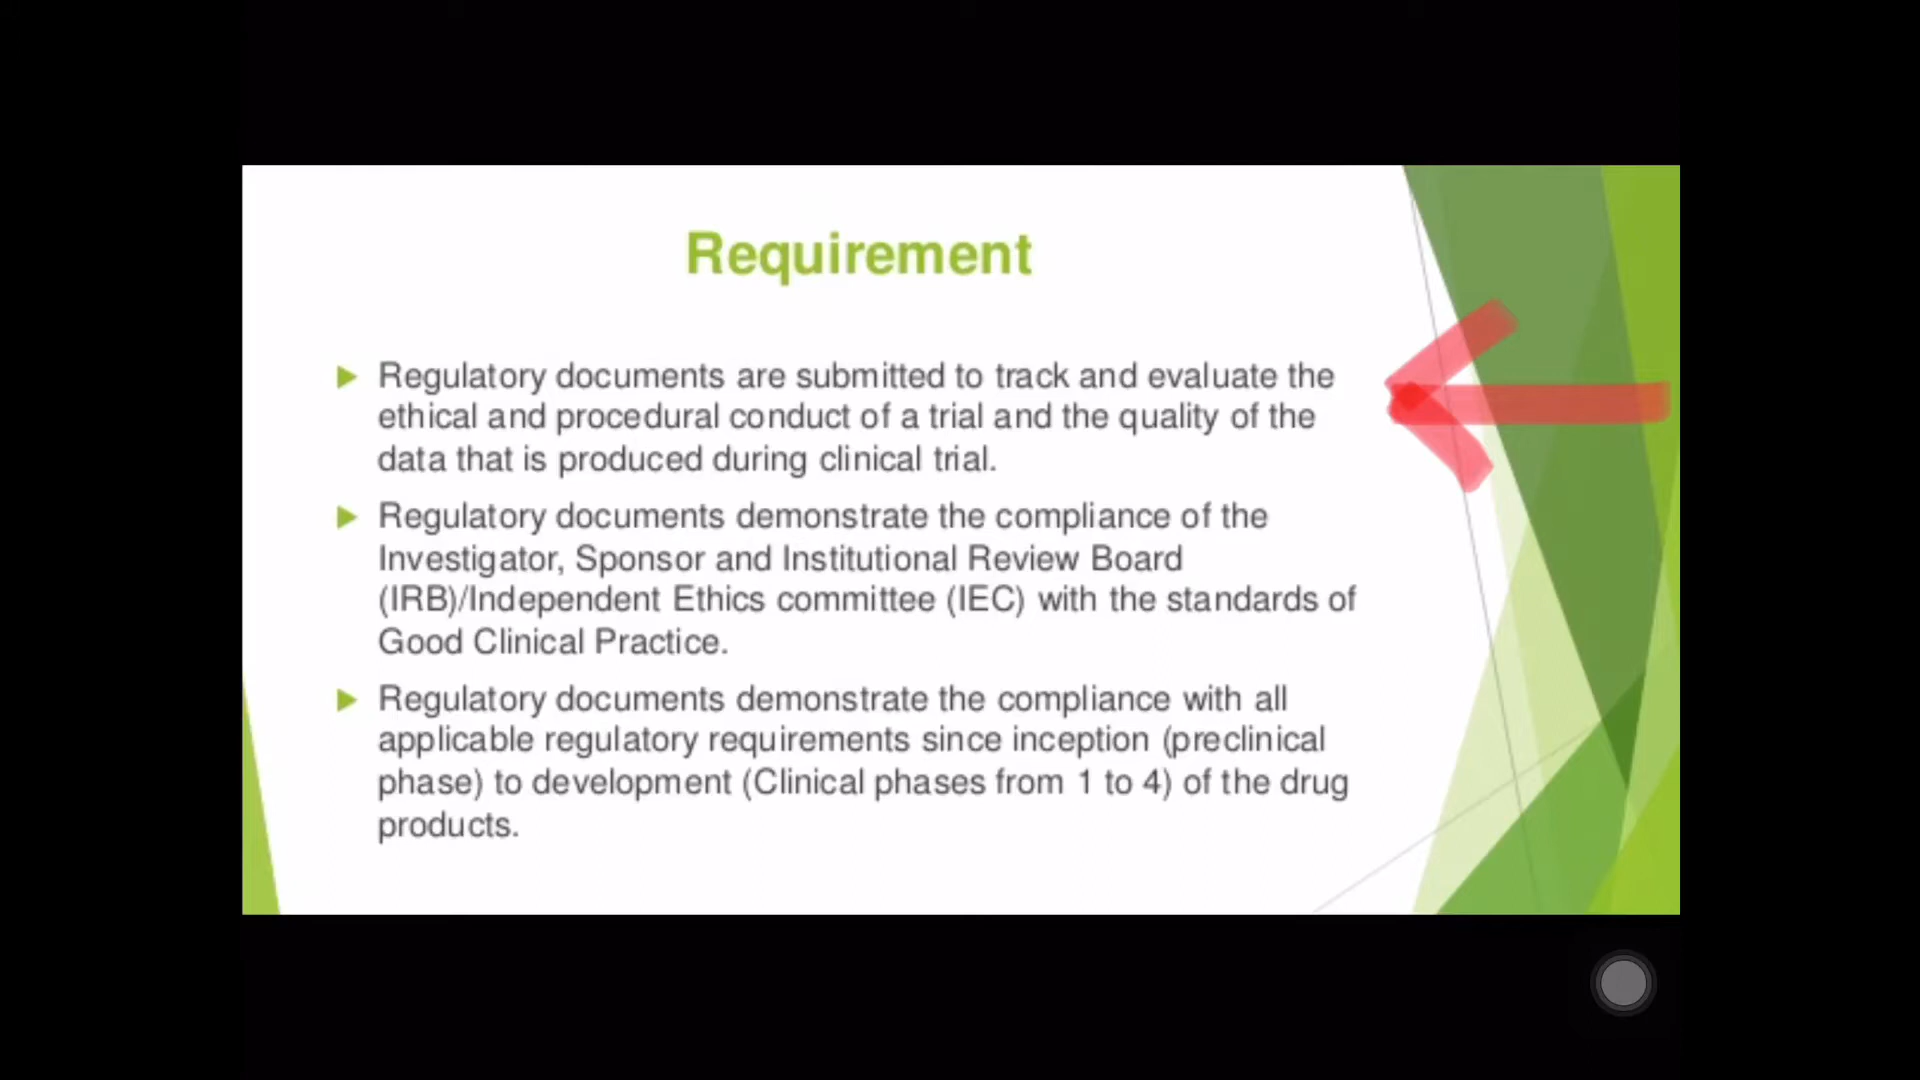 Requirement
Regulatory documents are submitted to track and evaluate the
ethical and procedural conduct of a trial and the quality of the
data that is produced during clinical trial.
Regulatory documents demonstrate the compliance of the
Investigator, Sponsor and Institutional Review Board
(IRB)/Independent Ethics committee (IEC) with the standards of
Good Clinical Practice.
Regulatory documents demonstrate the compliance with all
applicable regulatory requirements since inception (preclinical
phase) to development (Clinical phases from 1 to 4) of the drug
products.